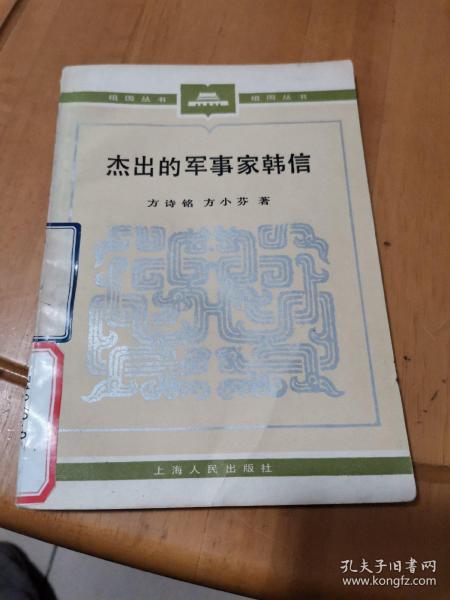 祖国丛书 祖国丛书
杰出的军事家韩信
方诗铭 方小芬 著
上海人民出版社
孔夫子旧书网
www.kongfz.com